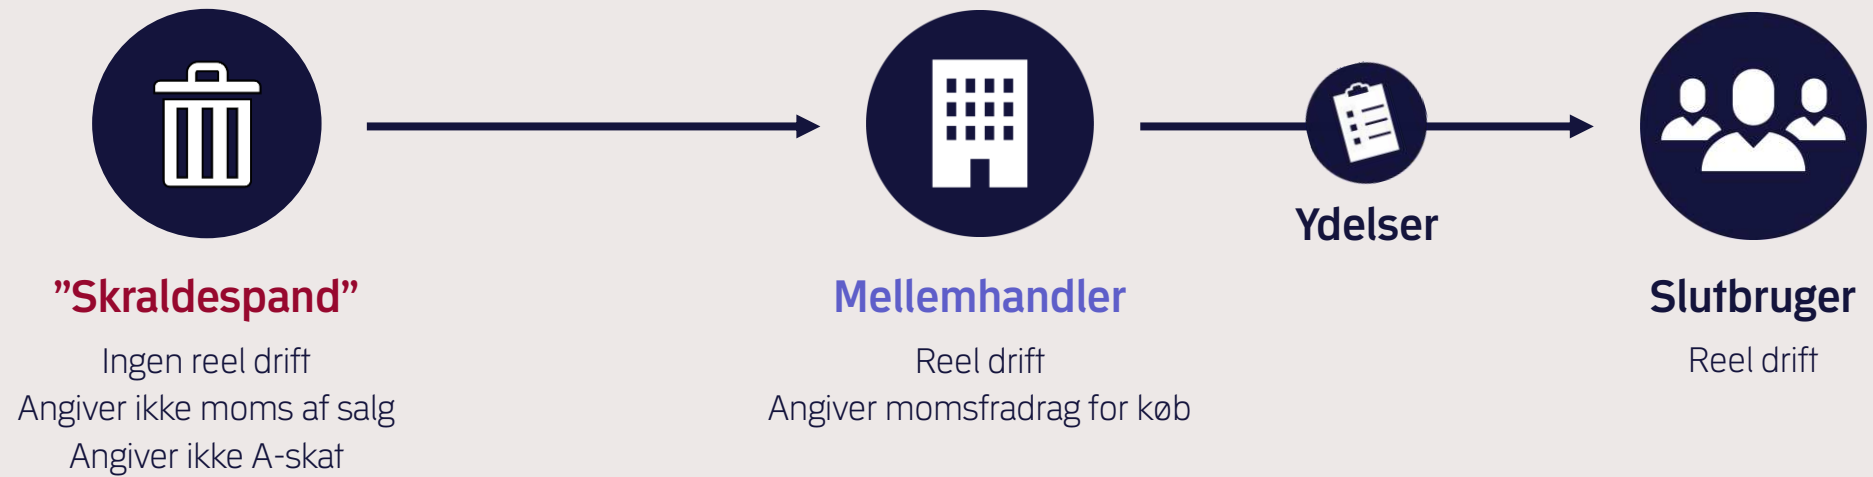 Ydelser
”Skraldespand”
Ingen reel drift
Angiver ikke moms af salg
Angiver ikke A-skat
Mellemhandler
Reel drift
Angiver momsfradrag for køb
Slutbruger
Reel drift